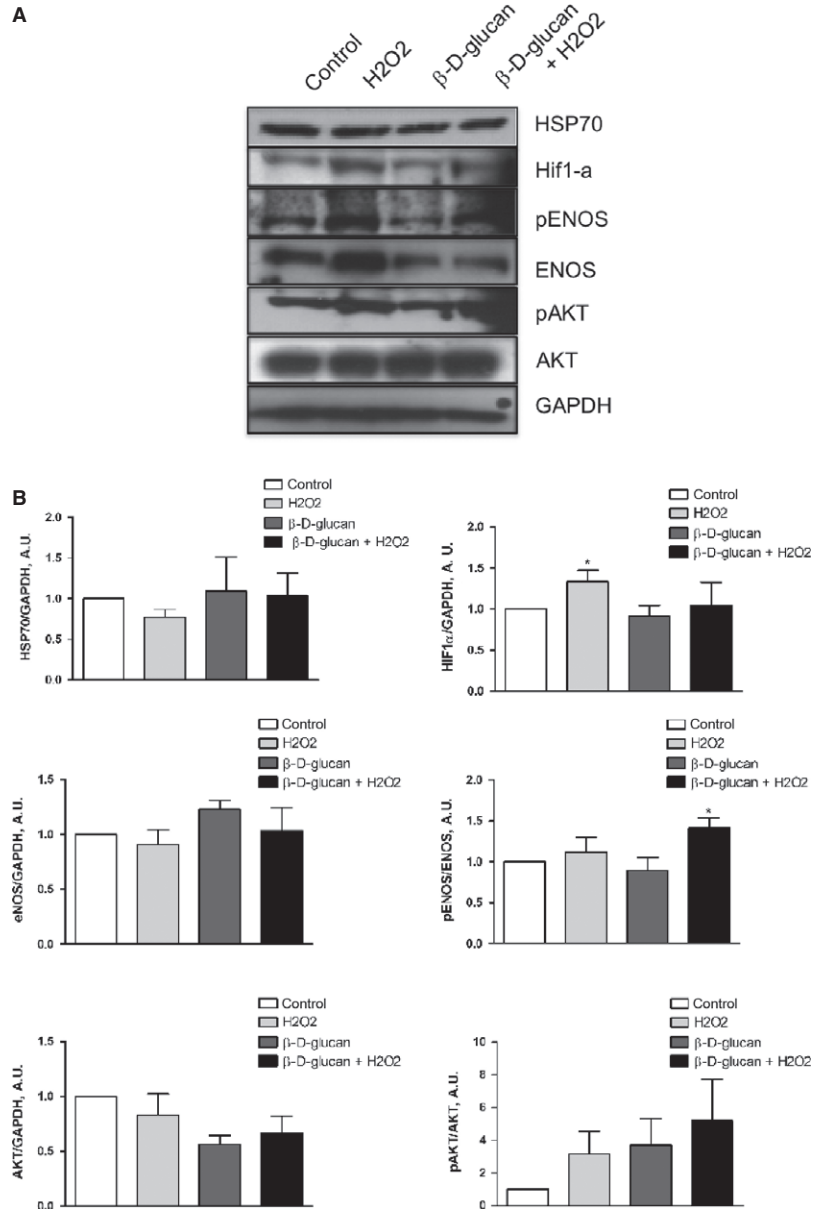 A
Control
H2O2
β-D-glucan
β-D-glucan
+ H2O2
HSP70
Hif1-a
pENOS
ENOS
pAKT
AKT
GAPDH
B
Control
H2O2
β-D-glucan
β-D-glucan + H2O2
HSP70/GAPDH, A.U.
2.0
1.5
1.0
0.5
0.0
Control
H2O2
β-D-glucan
β-D-glucan + H2O2
HIF1α/GAPDH, A. U.
2.0
1.5
1.0
0.5
0.0
*
Control
H2O2
β-D-glucan
β-D-glucan + H2O2
eNOS/GAPDH, A.U.
1.5
1.0
0.5
0.0
Control
H2O2
β-D-glucan
β-D-glucan + H2O2
pENOS/ENOS, A.U.
2.0
1.5
1.0
0.5
0.0
*
Control
H2O2
β-D-glucan
β-D-glucan + H2O2
AKT/GAPDH, A.U.
1.5
1.0
0.5
0.0
Control
H2O2
β-D-glucan
β-D-glucan + H2O2
pAKT/AKT, A.U.
10
8
6
4
2
0